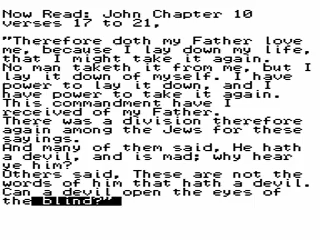 Now Read: John Chapter 10
verses 17 to 21,
"Therefore doth my Father love
me, because I lay down my life,
that I might take it again.
No man taketh it from me, but I
lay it down of myself. I have
power to lay it down, and I
have power to take it again.
This commandment have I
received of my Father.
There was a division therefore
again among the Jews for these
sayings.
And many of them said, He hath
a devil, and is mad; why hear
ye him?
Others said, These are not the
words of him that hath a devil.
Can a devil open the eyes of
the blind?"